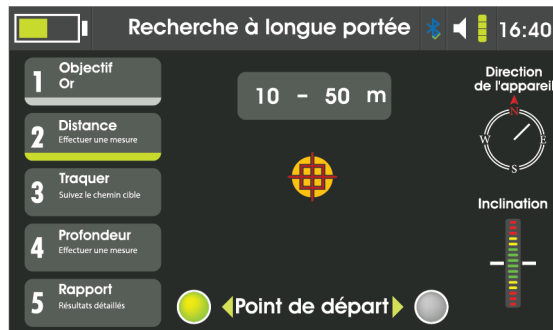 Recherche à longue portée
16:40
1 Objectif
Or
2 Distance
Effectuer une mesure
3 Traquer
Suivez le chemin cible
4 Profondeur
Effectuer une mesure
5 Rapport
Résultats détaillés
10 - 50 m
Point de départ
Direction
de l'appareil
N
W E
S
Inclination